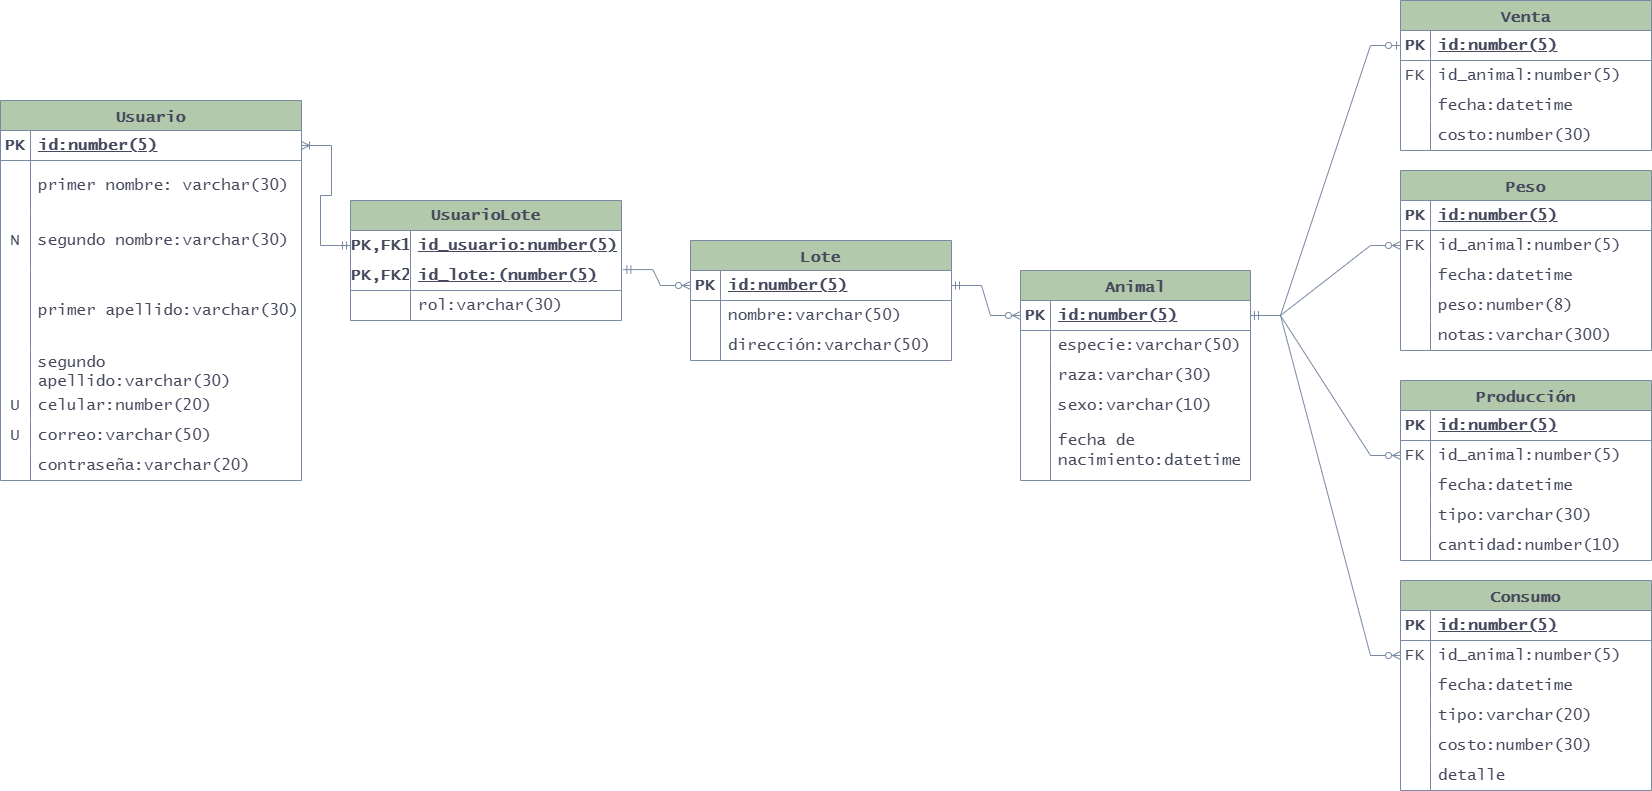 Usuario
PK id:number(5)
primer nombre: varchar(30)
N segundo nombre:varchar(30)
primer apellido:varchar(30)
segundo
apellido:varchar(30)
U celular:number(20)
U correo:varchar(50)
contraseña:varchar(20)
UsuarioLote
PK,FK1 id_usuario:number(5)
PK,FK2 id_lote:(number(5)
rol:varchar(30)
Lote
PK id:number(5)
nombre:varchar(50)
dirección:varchar(50)
Animal
PK id:number(5)
especie:varchar(50)
raza:varchar(30)
sexo:varchar(10)
fecha de
nacimiento:datetime
Venta
PK id:number(5)
FK id_animal:number(5)
fecha:datetime
costo:number(30)
Peso
PK id:number(5)
FK id_animal:number(5)
fecha:datetime
peso:number(8)
notas:varchar(300)
Producción
PK id:number(5)
FK id_animal:number(5)
fecha:datetime
tipo:varchar(30)
cantidad:number(10)
Consumo
PK id:number(5)
FK id_animal:number(5)
fecha:datetime
tipo:varchar(20)
costo:number(30)
detalle